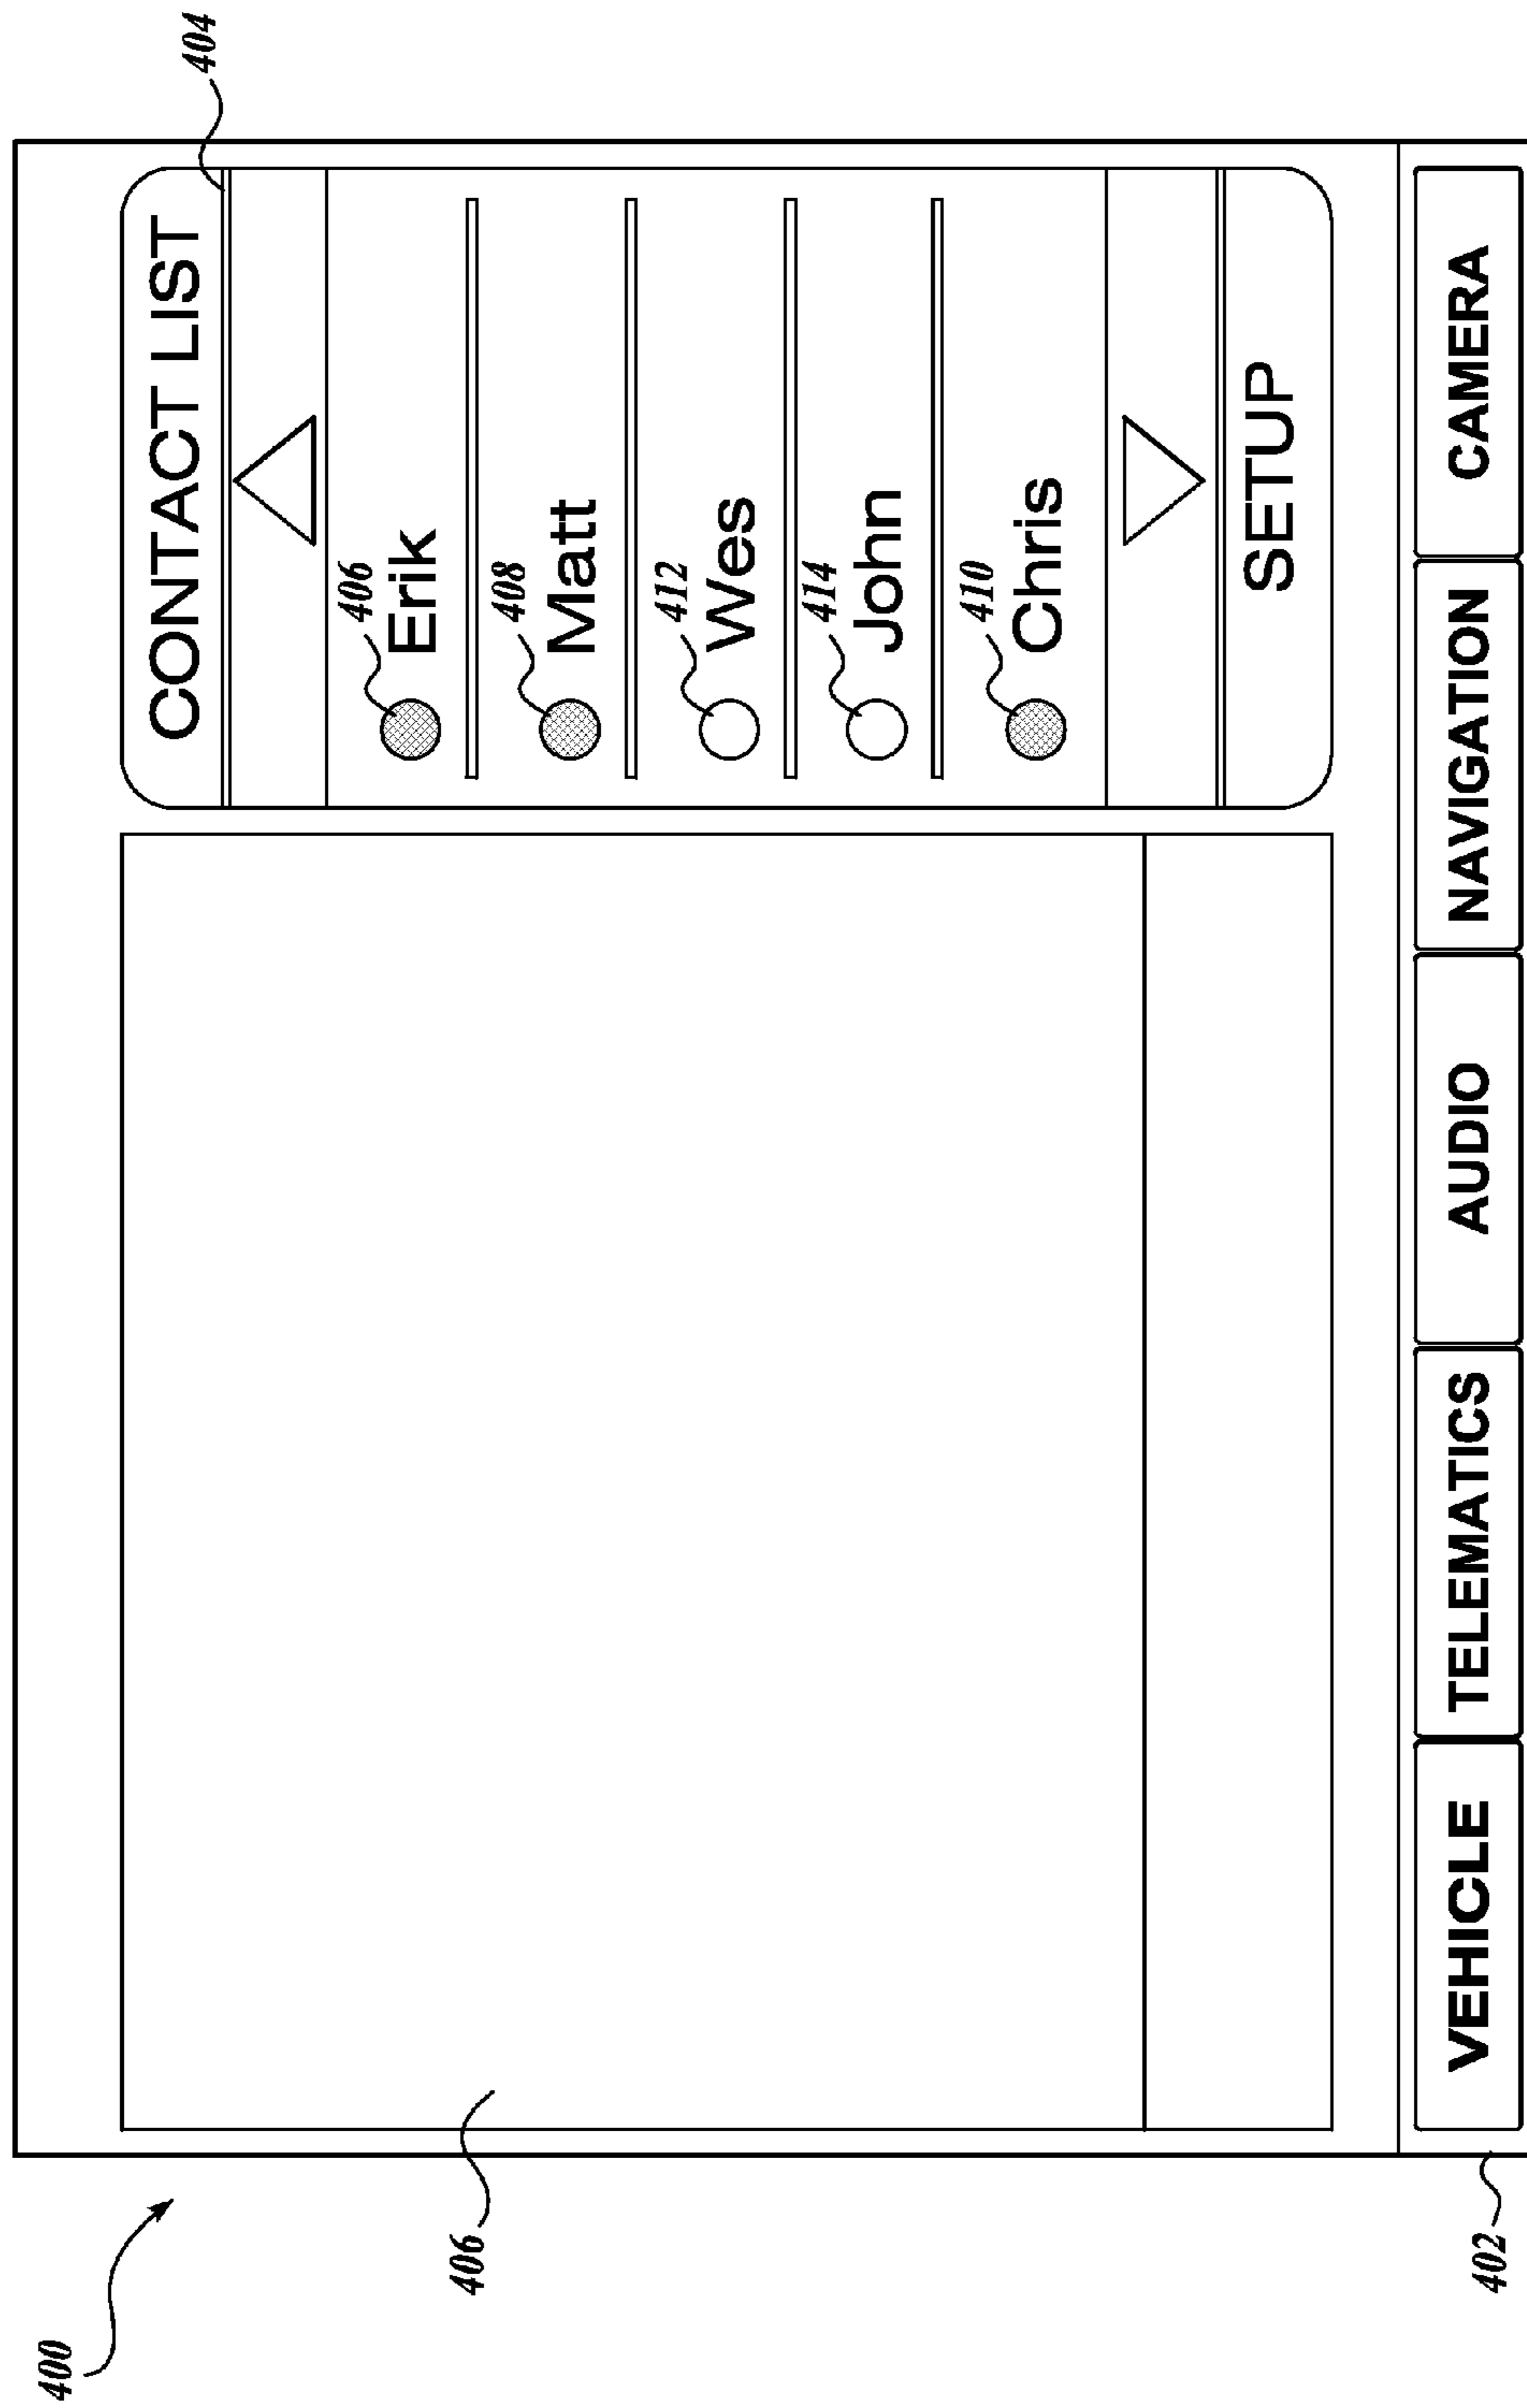 400
404
CONTACT LIST
406
Erik
408
Matt
412
Wes
414
John
410
Chris
SETUP
406
402
VEHICLE
TELEMATICS
AUDIO
NAVIGATION
CAMERA